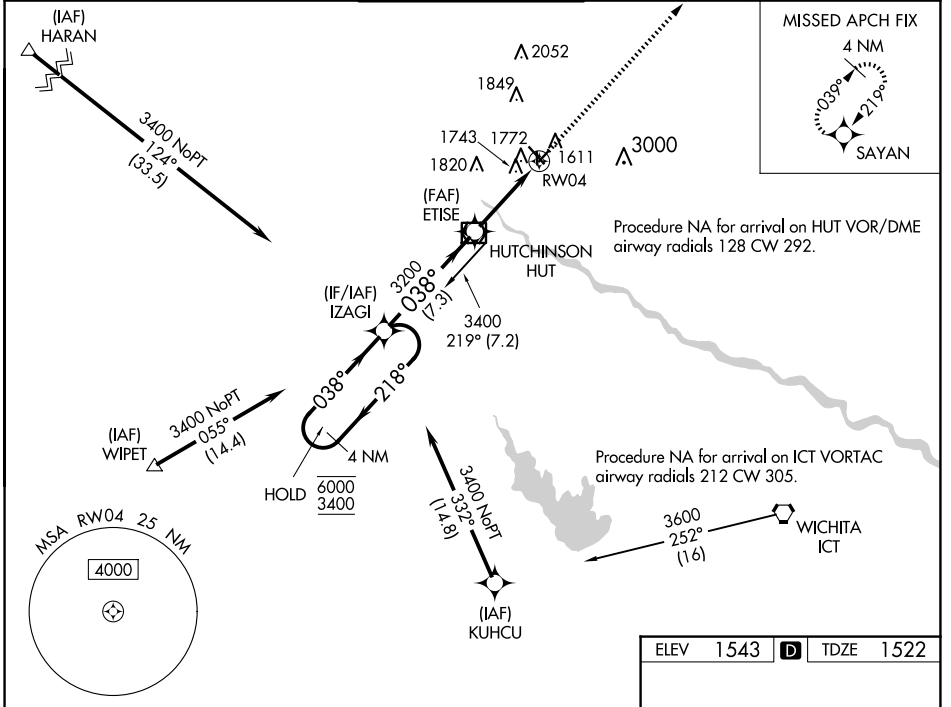 (IAF)
HARAN
3400 NoPT
124°
(33.5)
2052
1849
1743
1772
1820
1611
3000
RW04
MISSED APCH FIX
4 NM
039°
219°
SAYAN
(FAF)
ETISE
HUTCHINSON
HUT
Procedure NA for arrival on HUT VOR/DME
airway radials 128 CW 292.
3200
038°
(7.3)
3400
219° (7.2)
(IF/IAF)
IZAGI
038°
218°
4 NM
HOLD
6000
3400
3400 NoPT
055°
(14.4)
(IAF)
WIPET
3400 NoPT
332°
(14.8)
(IAF)
KUHCU
Procedure NA for arrival on ICT VORTAC
airway radials 212 CW 305.
3600
252°
(16)
WICHITA
ICT
MSA RW04 25 NM
4000
ELEV 1543 D TDZE 1522